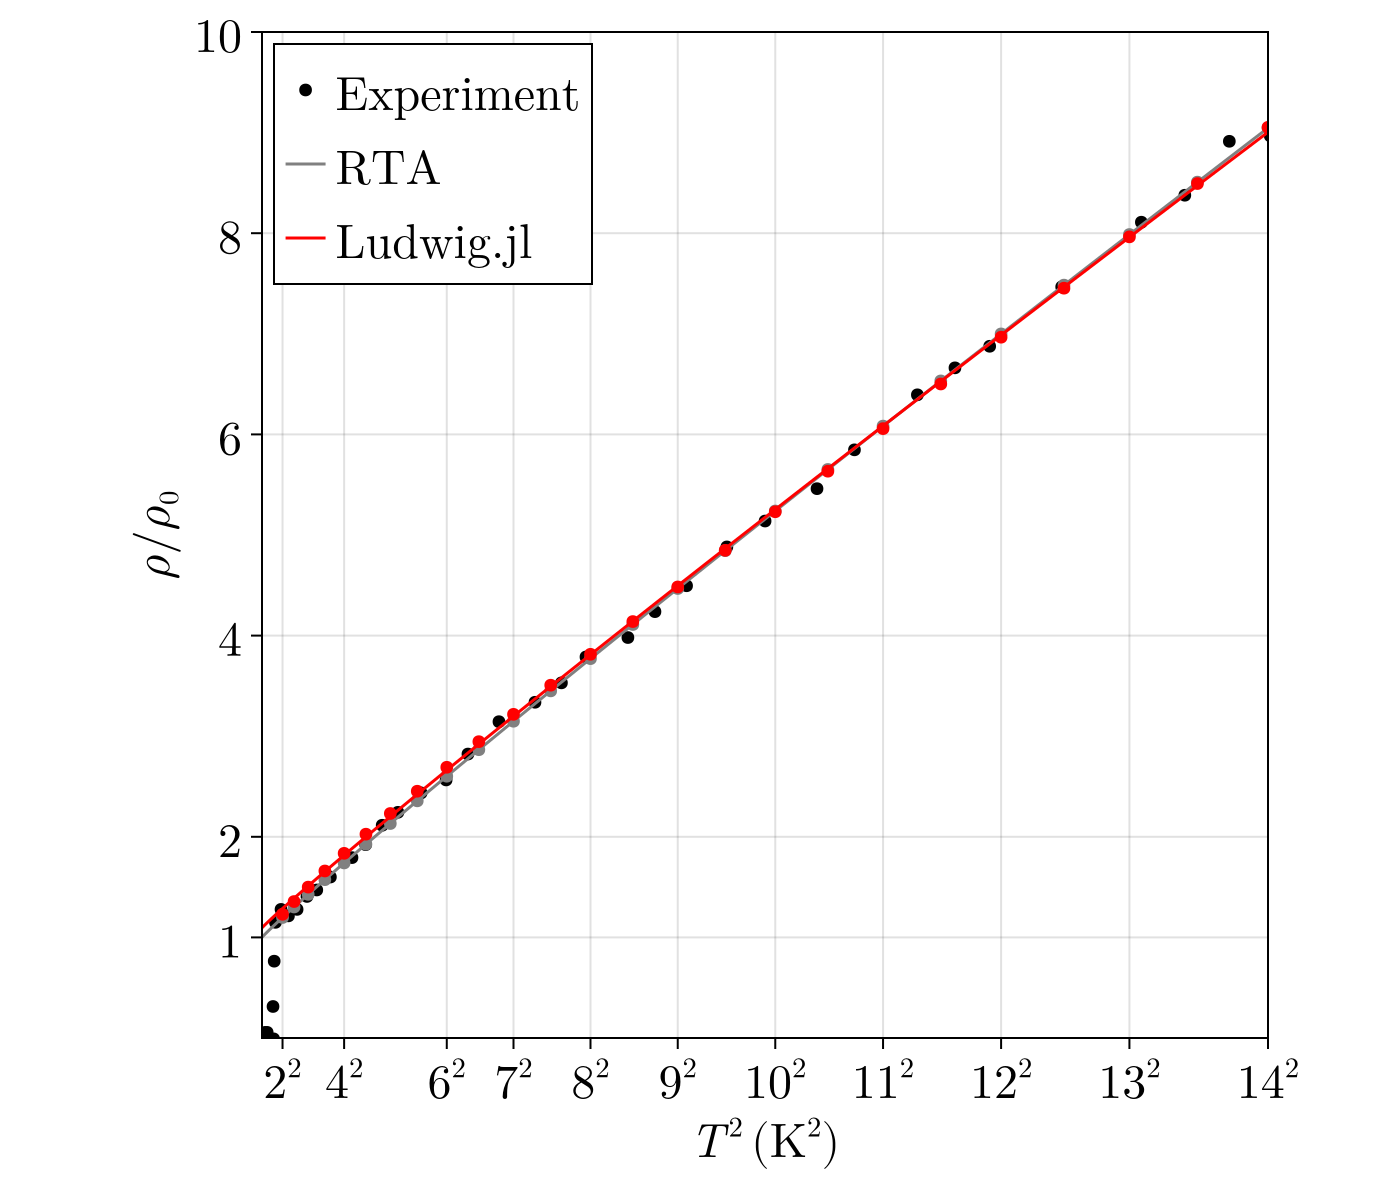 10
8
6
4
2
1
Experiment
RTA
Ludwig.jl
ρ/ρ₀
2² 4² 6² 7² 8² 9² 10² 11² 12² 13² 14²
T² (K²)